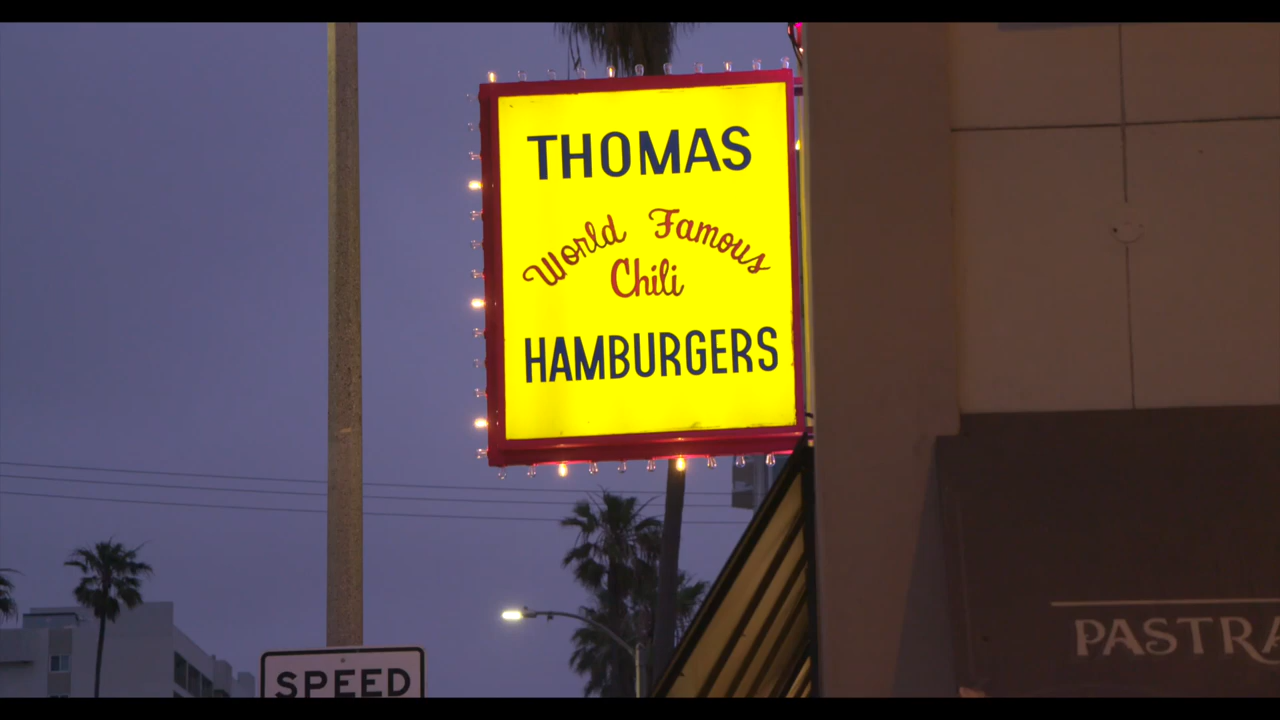 THOMAS
World Famous
Chili
HAMBURGERS
SPEED
PASTRA